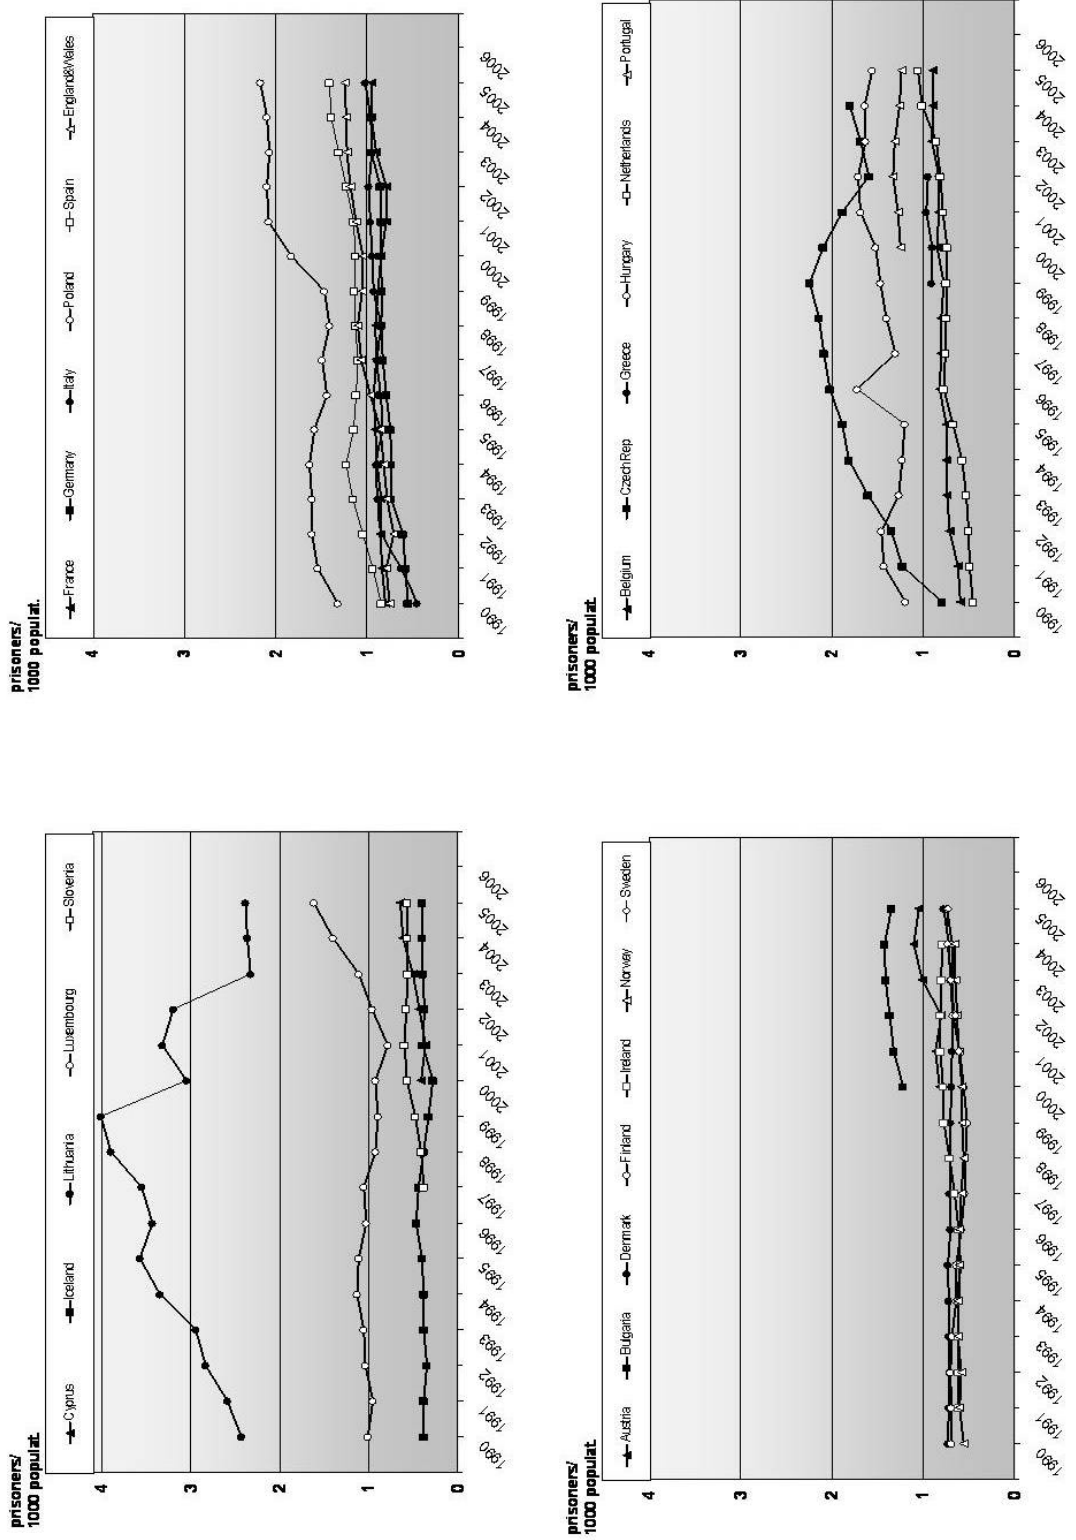 prisoners/
1000 populat.
Cyprus Iceland Lithuania Luxembourg Slovenia
4
3
2
1
0
1990 1991 1992 1993 1994 1995 1996 1997 1998 1999 2000 2001 2002 2003 2004 2005 2006
prisoners/
1000 populat.
France Germany Italy Poland Spain England&Wales
4
3
2
1
0
1990 1991 1992 1993 1994 1995 1996 1997 1998 1999 2000 2001 2002 2003 2004 2005 2006
prisoners/
1000 populat.
Austria Bulgaria Denmark Finland Ireland Norway Sweden
4
3
2
1
0
1990 1991 1992 1993 1994 1995 1996 1997 1998 1999 2000 2001 2002 2003 2004 2005 2006
prisoners/
1000 populat.
Belgium Czech Rep Greece Hungary Netherlands Portugal
4
3
2
1
0
1990 1991 1992 1993 1994 1995 1996 1997 1998 1999 2000 2001 2002 2003 2004 2005 2006